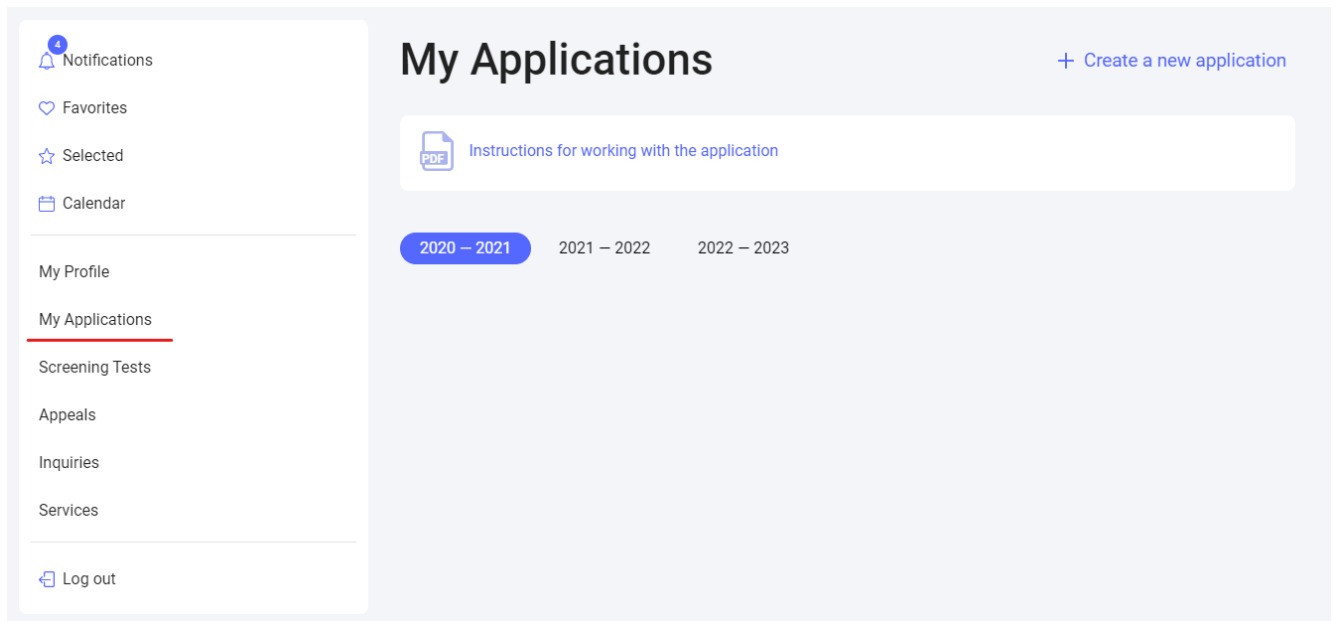 4
Notifications
Favorites
Selected
Calendar
My Profile
My Applications
Screening Tests
Appeals
Inquiries
Services
Log out
My Applications
+ Create a new application
PDF
Instructions for working with the application
2020 — 2021
2021 — 2022
2022 — 2023